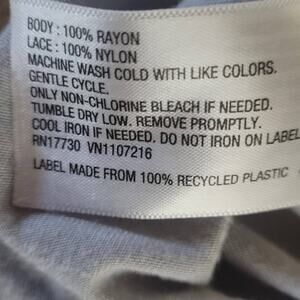 BODY : 100% RAYON
LACE : 100% NYLON
MACHINE WASH COLD WITH LIKE COLORS.
GENTLE CYCLE.
ONLY NON-CHLORINE BLEACH IF NEEDED.
TUMBLE DRY LOW. REMOVE PROMPTLY.
COOL IRON IF NEEDED. DO NOT IRON ON LABEL
RN17730 VN1107216
LABEL MADE FROM 100% RECYCLED PLASTIC